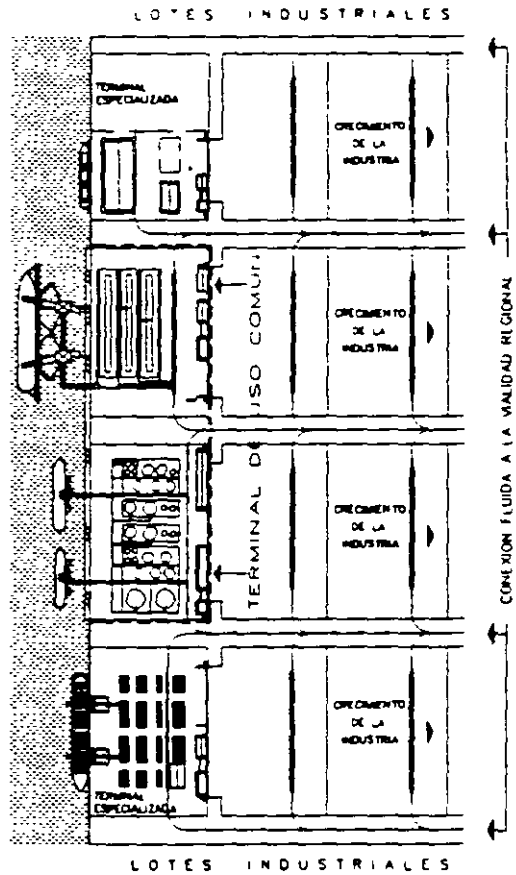 LOTES INDUSTRIALES
TERMINAL
ESPECIALIZADA
CRECIMIENTO
DE LA
INDUSTRIA
CRECIMIENTO
DE LA
INDUSTRIA
TERMINAL DE USO COMUN
CRECIMIENTO
DE LA
INDUSTRIA
CRECIMIENTO
DE LA
INDUSTRIA
TERMINAL
ESPECIALIZADA
CONEXION FLUIDA A LA VIALIDAD REGIONAL
LOTES INDUSTRIALES